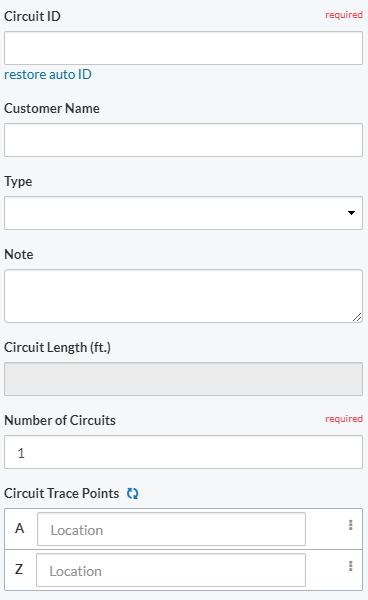 Circuit ID required
restore auto ID
Customer Name
Type
Note
Circuit Length (ft.)
Number of Circuits required
1
Circuit Trace Points
A Location
Z Location